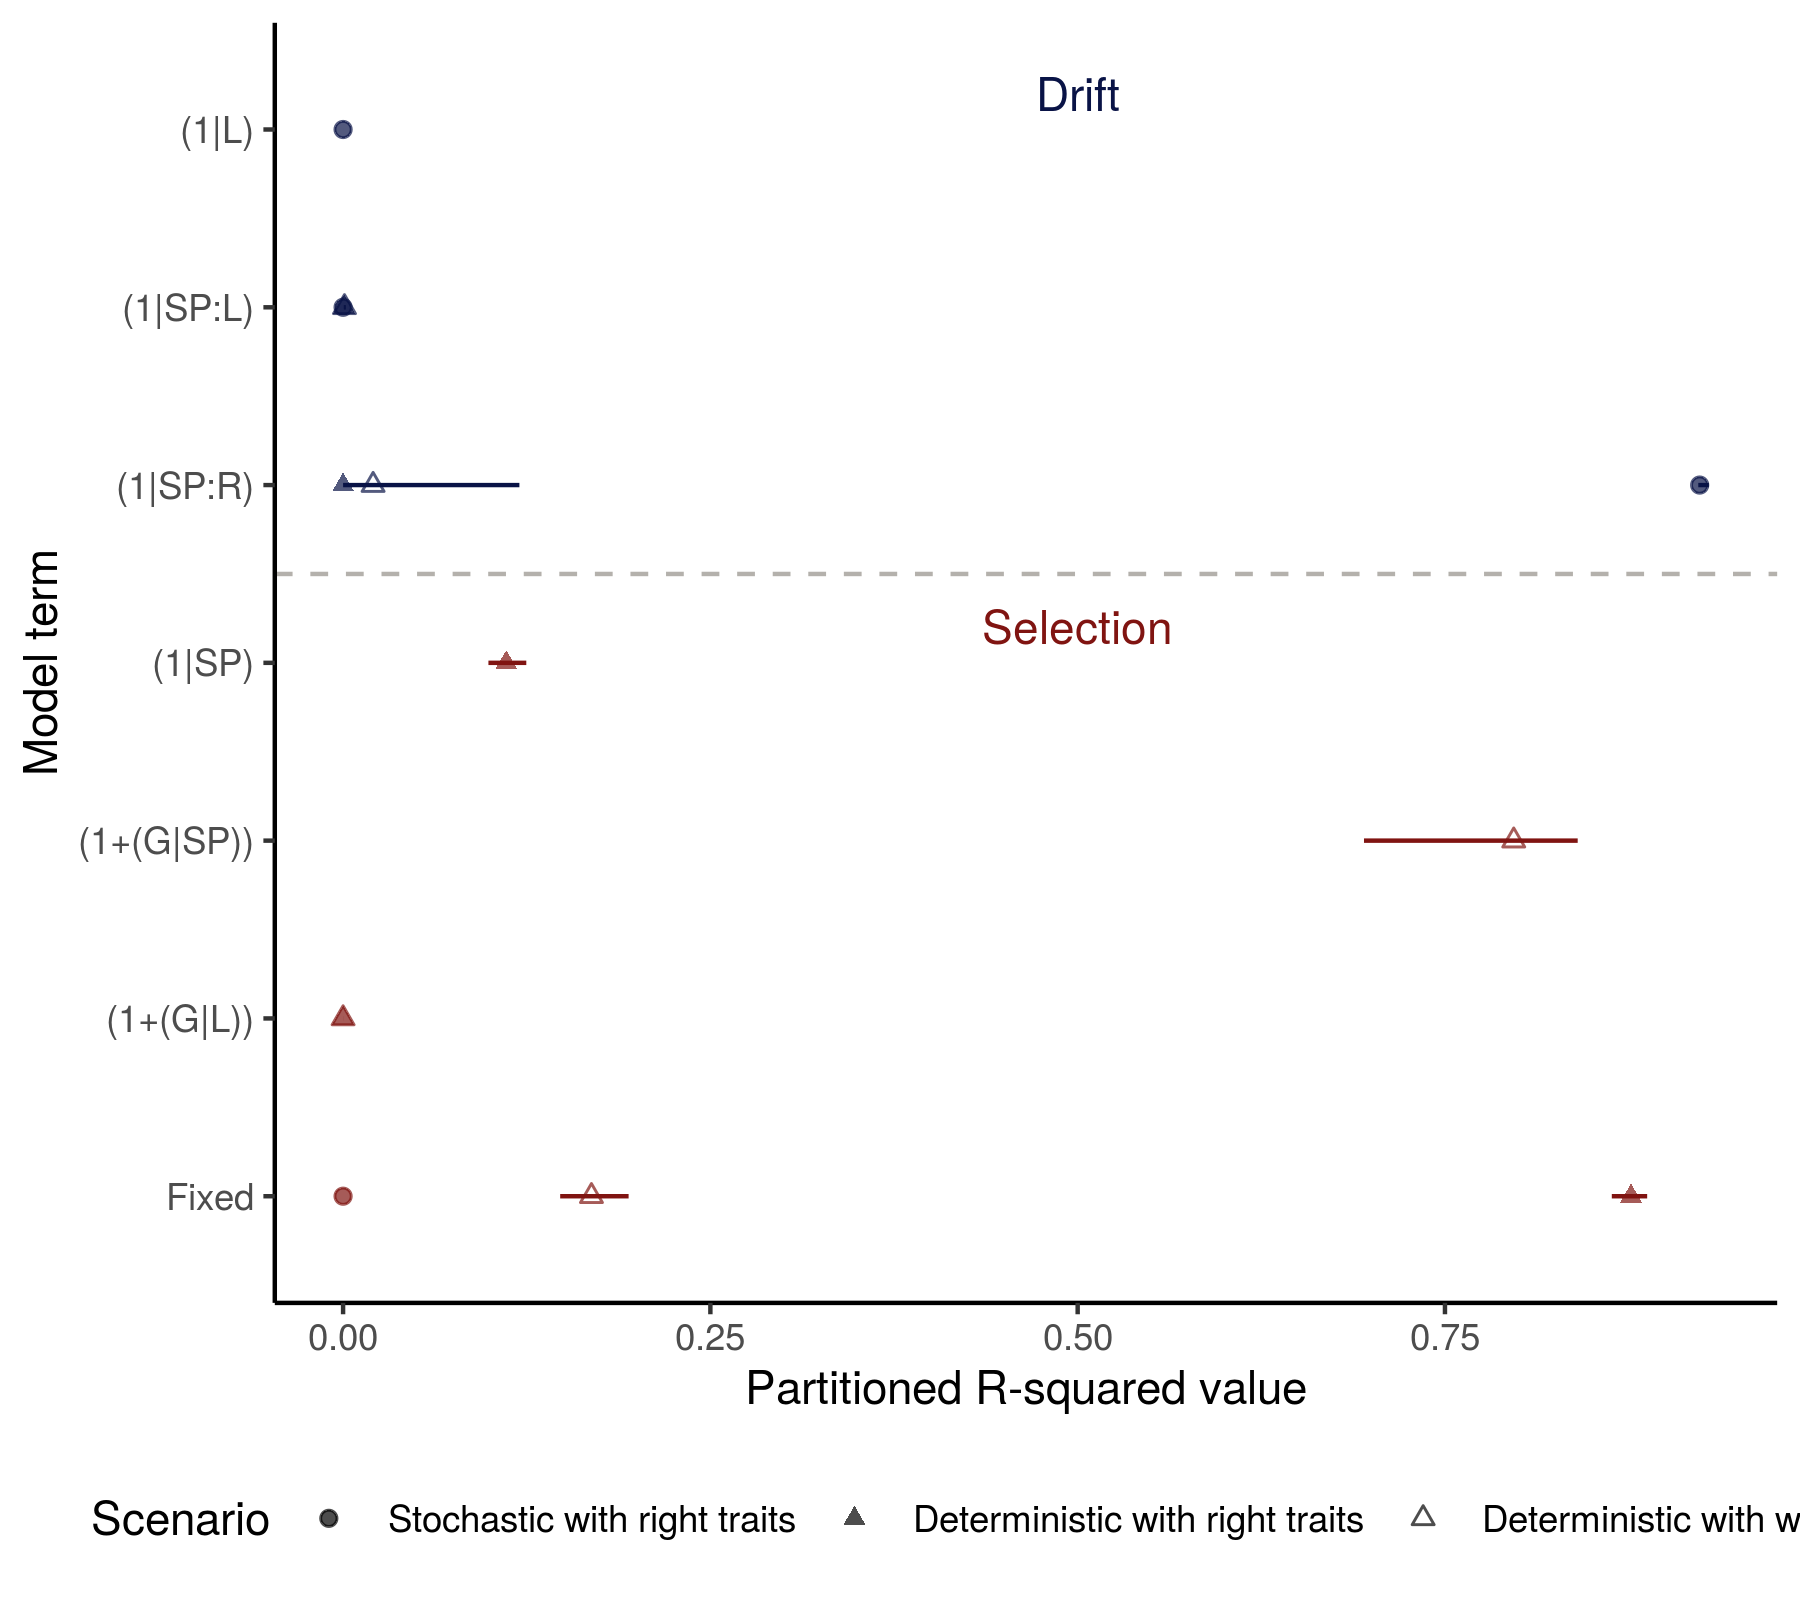 Drift
(1|L)
(1|SP:L)
(1|SP:R)
Selection
(1|SP)
(1+(G|SP))
(1+(G|L))
Fixed
Model term
0.00 0.25 0.50 0.75
Partitioned R-squared value
Scenario Stochastic with right traits Deterministic with right traits Deterministic with